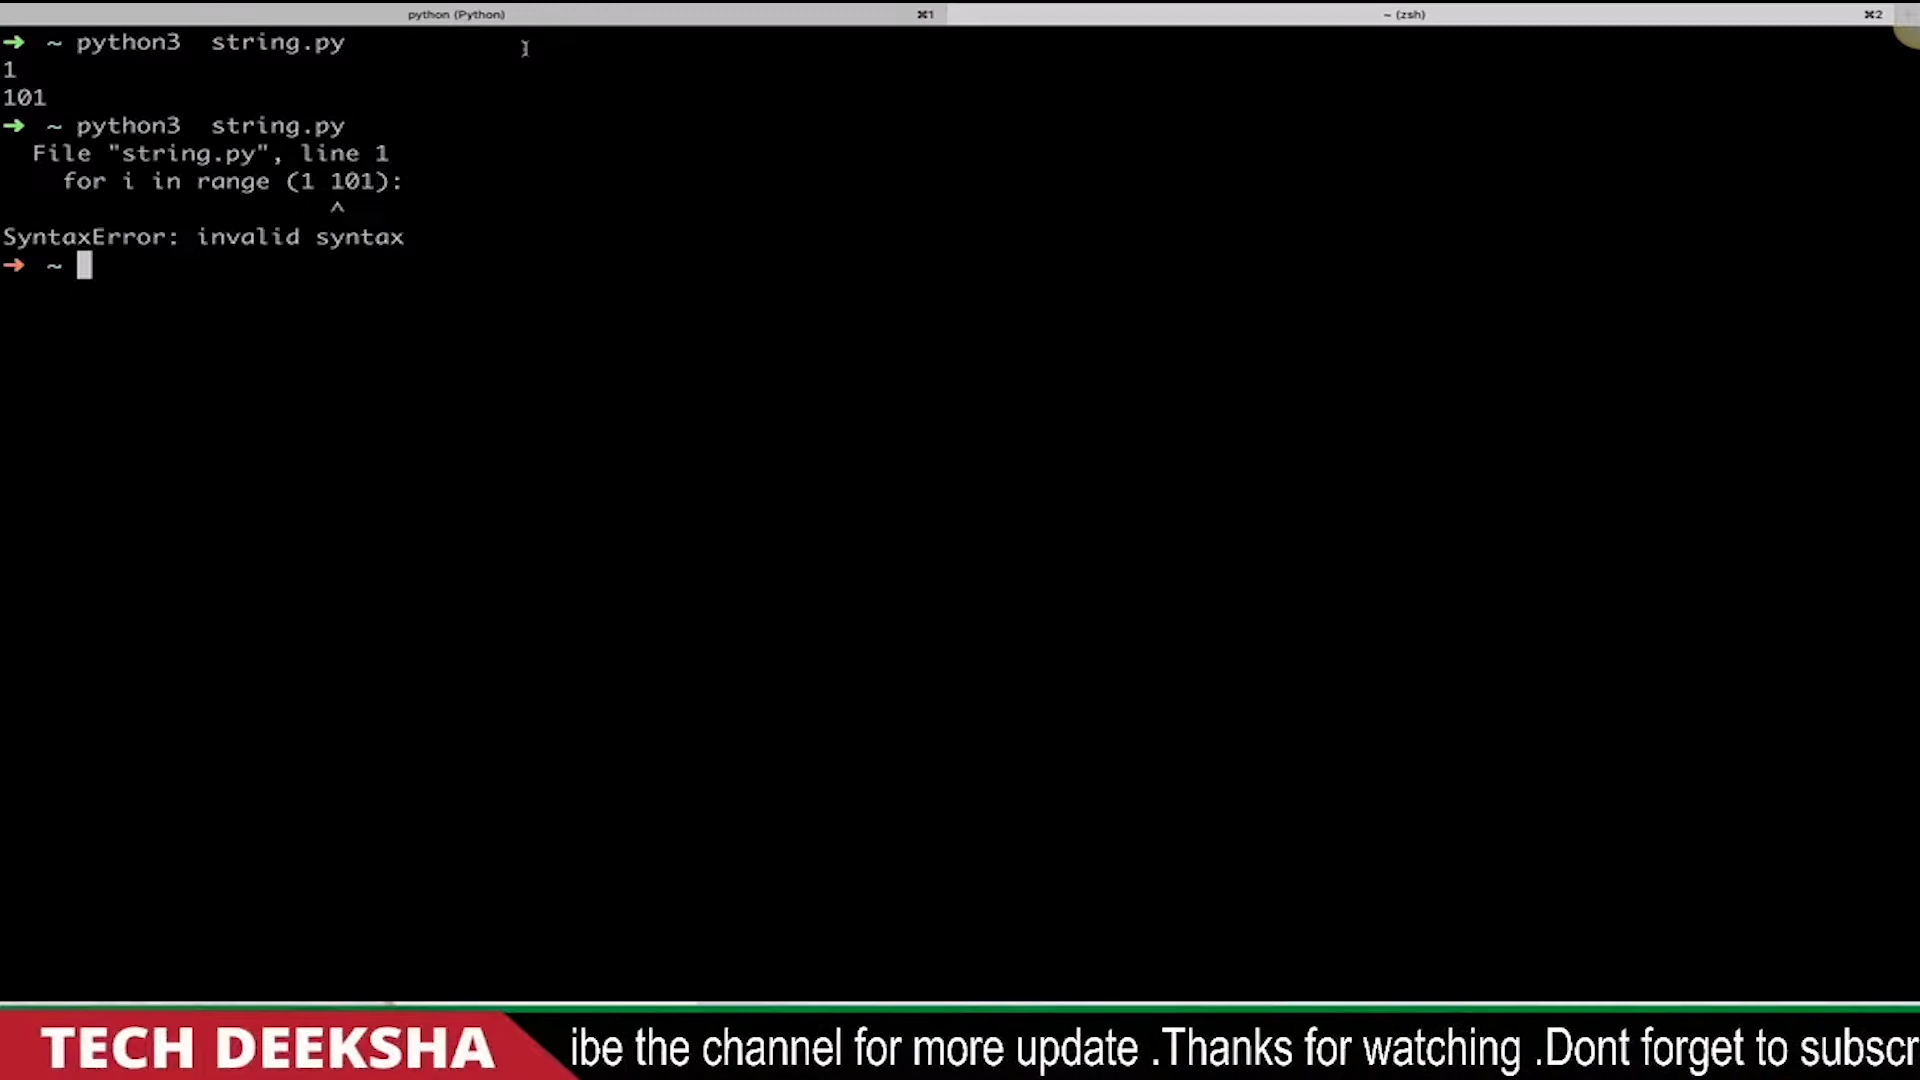 python (Python) ⌘1 ~ (zsh) ⌘2
➜ ~ python3  string.py
1
101
➜ ~ python3  string.py
  File "string.py", line 1
    for i in range (1 101):
                      ^
SyntaxError: invalid syntax
➜ ~
TECH DEEKSHA
ibe the channel for more update .Thanks for watching .Dont forget to subscr